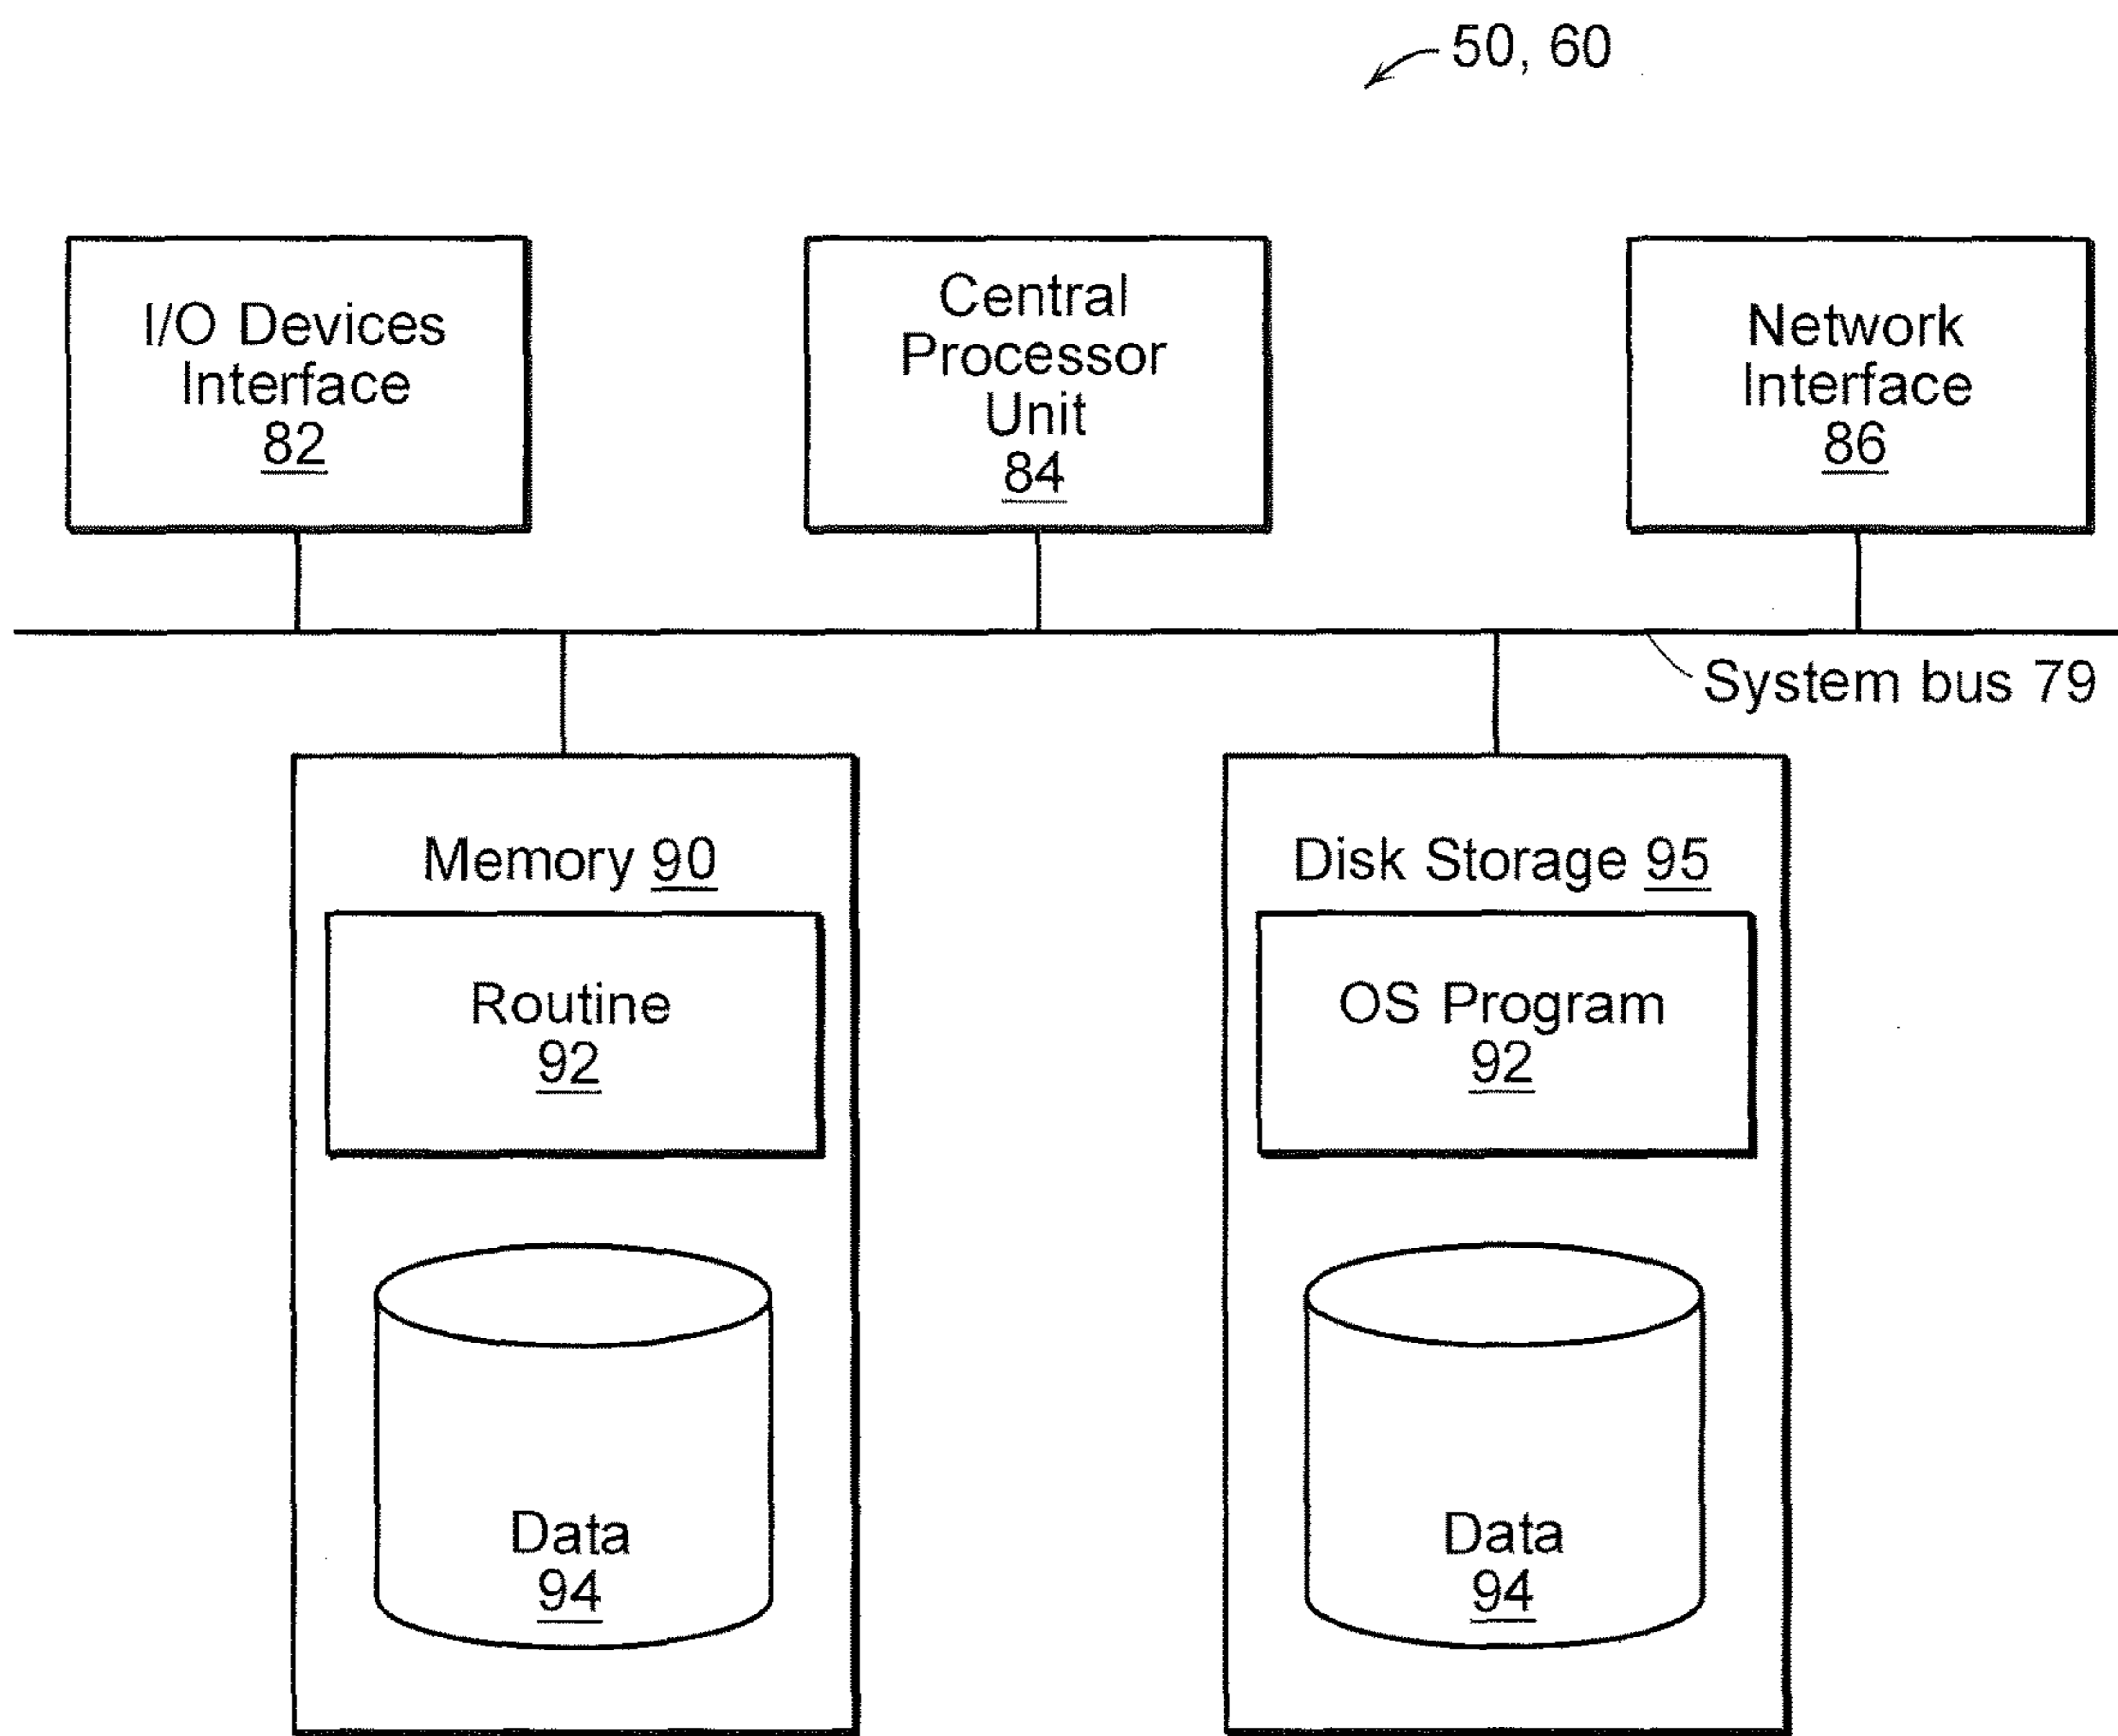 50, 60
I/O Devices
Interface
82
Central
Processor
Unit
84
Network
Interface
86
System bus 79
Memory 90
Routine
92
Data
94
Disk Storage 95
OS Program
92
Data
94